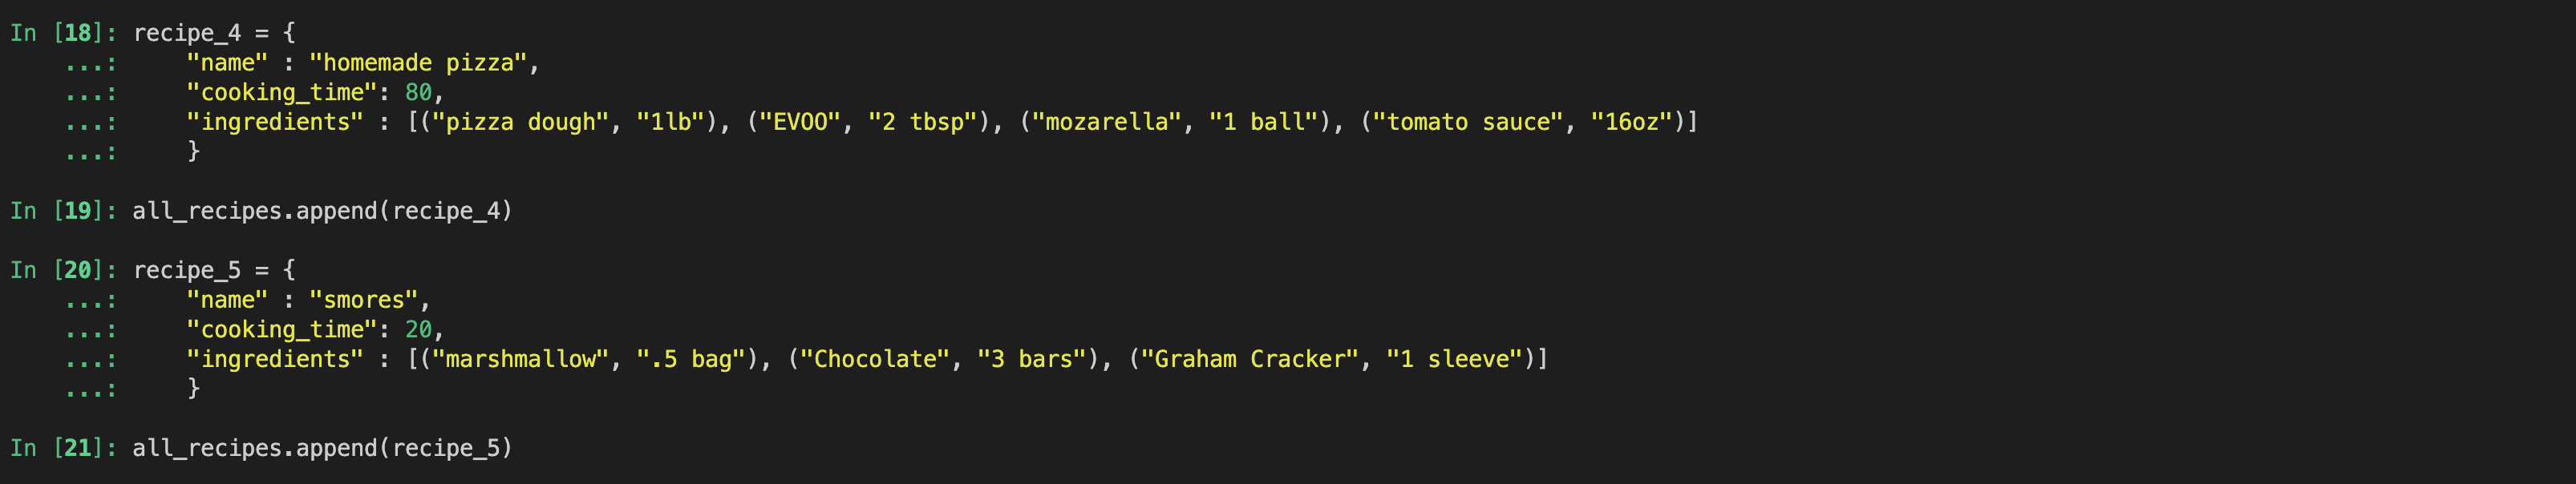 In [18]: recipe_4 = {
    ...:     "name" : "homemade pizza",
    ...:     "cooking_time": 80,
    ...:     "ingredients" : [("pizza dough", "1lb"), ("EVOO", "2 tbsp"), ("mozarella", "1 ball"), ("tomato sauce", "16oz")]
    ...:     }
In [19]: all_recipes.append(recipe_4)
In [20]: recipe_5 = {
    ...:     "name" : "smores",
    ...:     "cooking_time": 20,
    ...:     "ingredients" : [("marshmallow", ".5 bag"), ("Chocolate", "3 bars"), ("Graham Cracker", "1 sleeve")]
    ...:     }
In [21]: all_recipes.append(recipe_5)